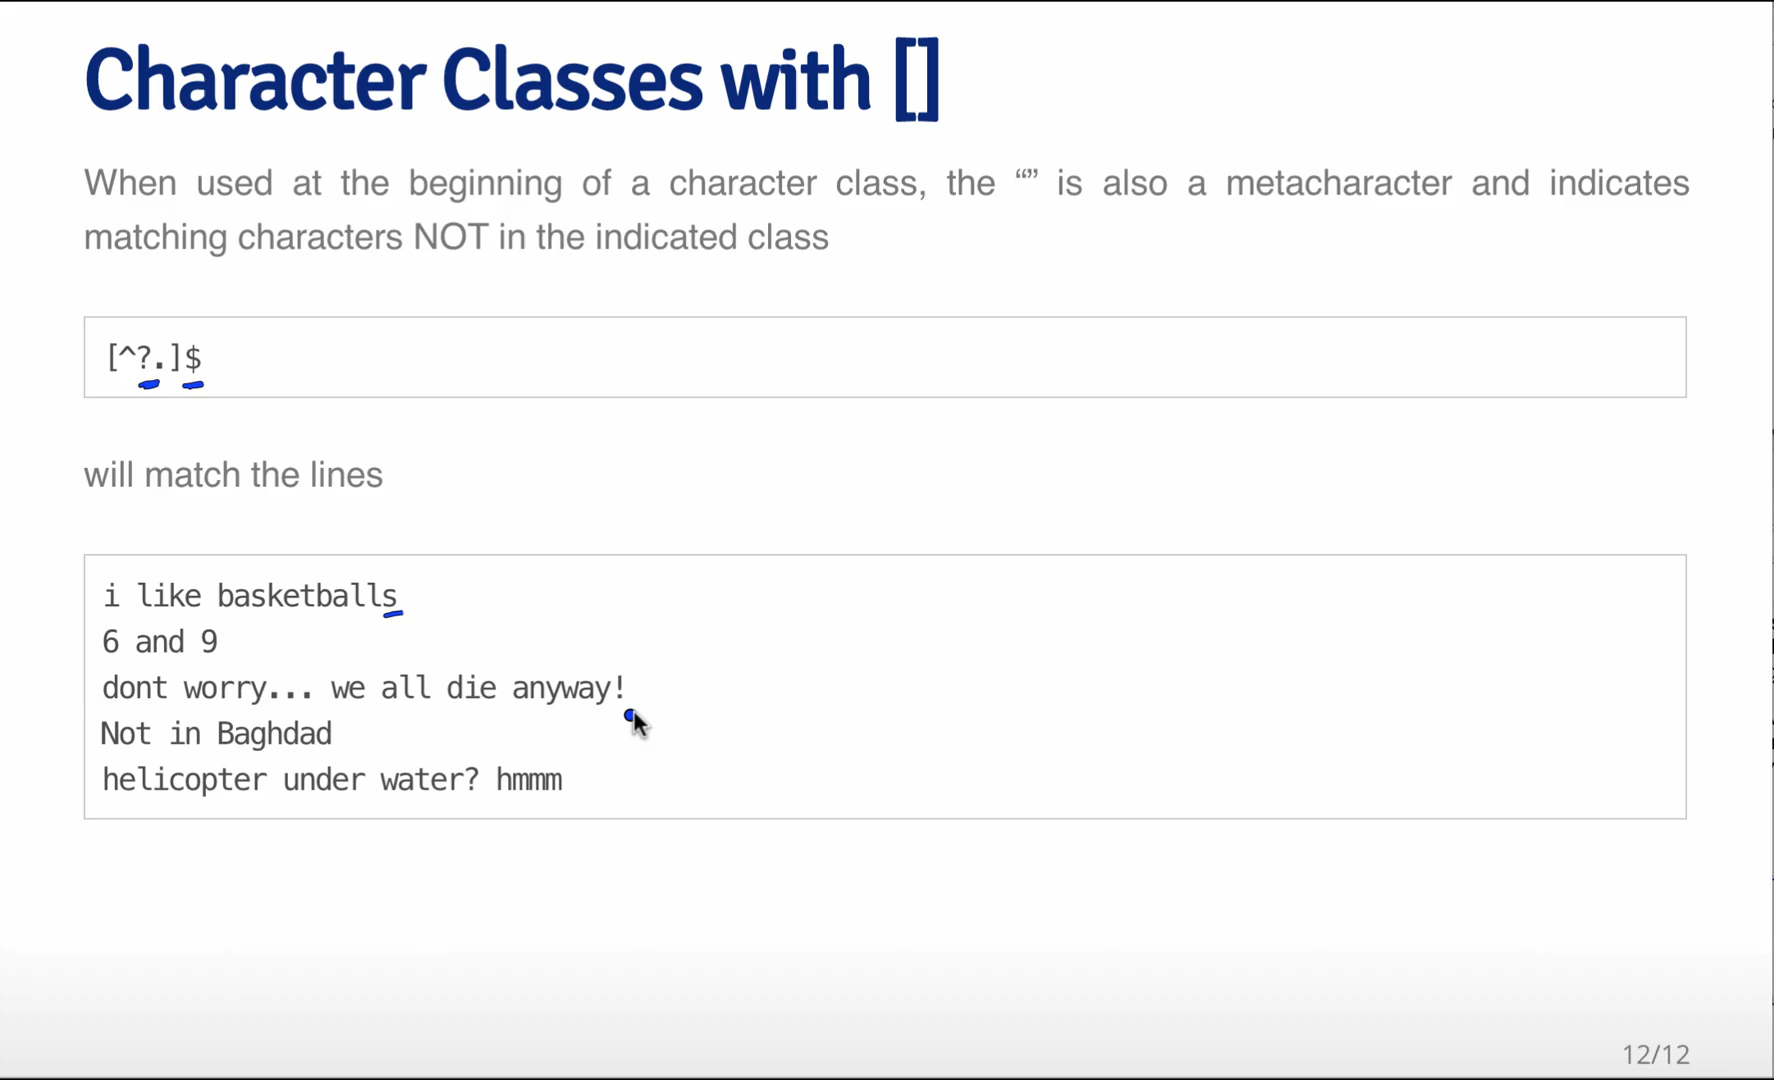 Character Classes with []
When used at the beginning of a character class, the “” is also a metacharacter and indicates
matching characters NOT in the indicated class
[^?.]$
will match the lines
i like basketballs
6 and 9
dont worry... we all die anyway!
Not in Baghdad
helicopter under water? hmmm
12/12